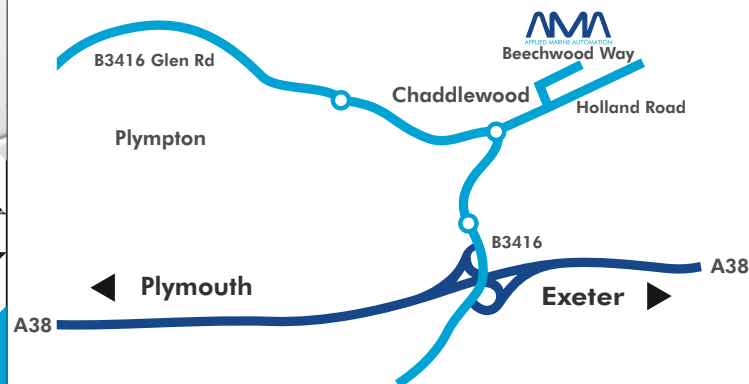 AMA
APPLIED MARINE AUTOMATION
Beechwood Way
B3416 Glen Rd
Chaddlewood
Holland Road
Plympton
B3416
A38
Plymouth
Exeter
A38